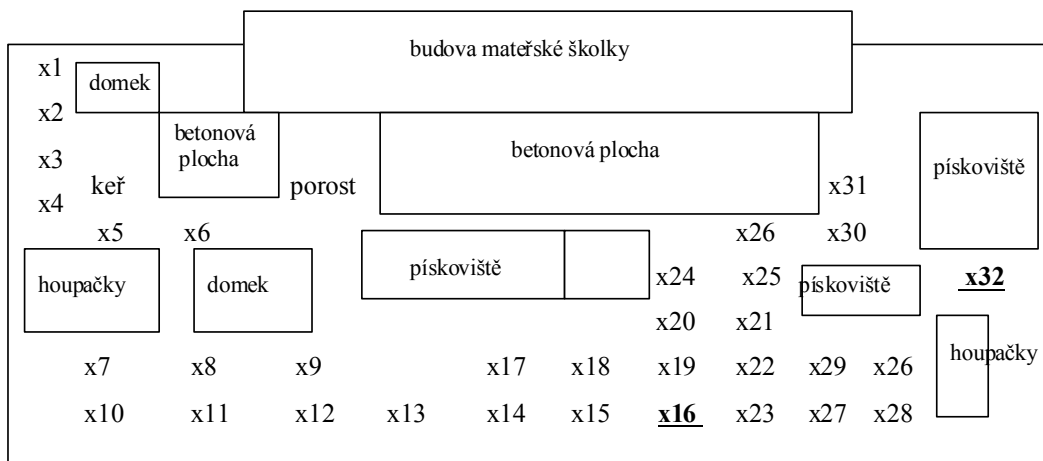 budova mateřské školky
x1
domek
x2
betonová
plocha
betonová plocha
x3
keř
porost
x31
pískoviště
x4
x5
x6
x26
x30
houpačky
domek
pískoviště
x24
x25
pískoviště
x32
x20
x21
x7
x8
x9
x17
x18
x19
x22
x29
x26
houpačky
x10
x11
x12
x13
x14
x15
x16
x23
x27
x28